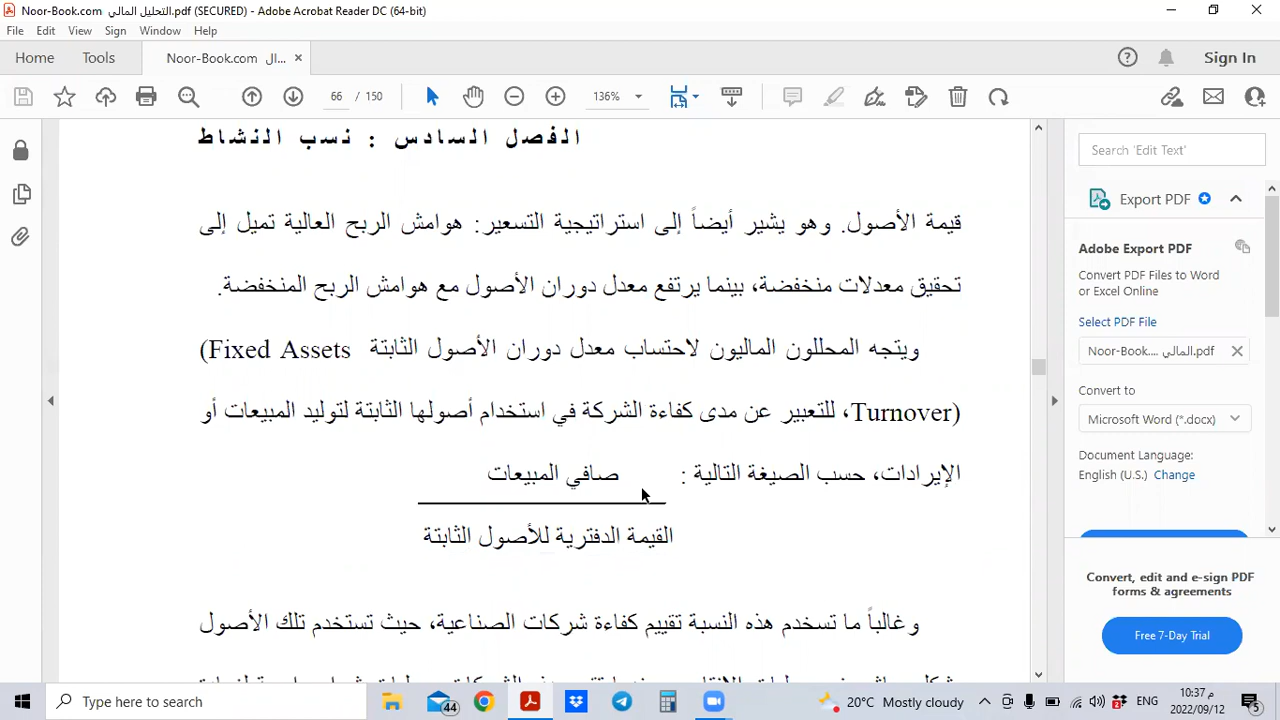 Noor-Book.com التحليل المالي.pdf (SECURED) - Adobe Acrobat Reader DC (64-bit)
File Edit View Sign Window Help
Home Tools Noor-Book.com ال... Sign In
66 / 150 136%
الفصل السادس : نسب النشاط
قيمة الأصول. وهو يشير أيضاً إلى استراتيجية التسعير: هوامش الربح العالية تميل إلى
تحقيق معدلات منخفضة، بينما يرتفع معدل دوران الأصول مع هوامش الربح المنخفضة.
ويتجه المحللون الماليون لاحتساب معدل دوران الأصول الثابتة (Fixed Assets
Turnover)، للتعبير عن مدى كفاءة الشركة في استخدام أصولها الثابتة لتوليد المبيعات أو
الإيرادات، حسب الصيغة التالية : صافي المبيعات
القيمة الدفترية للأصول الثابتة
وغالباً ما تسخدم هذه النسبة تقييم كفاءة شركات الصناعية، حيث تستخدم تلك الأصول
Search 'Edit Text'
Export PDF
Adobe Export PDF
Convert PDF Files to Word
or Excel Online
Select PDF File
Noor-Book.... المالي.pdf
Convert to
Microsoft Word (*.docx)
Document Language:
English (U.S.) Change
Convert, edit and e-sign PDF
forms & agreements
Free 7-Day Trial
Type here to search
44
20°C Mostly cloudy
ENG
10:37 م
2022/09/12
5